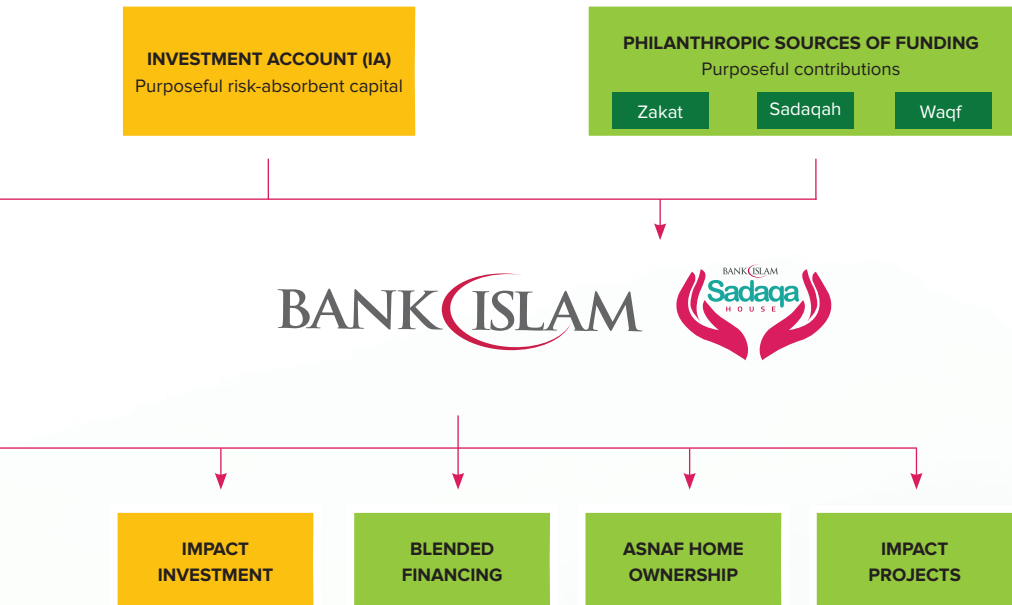 INVESTMENT ACCOUNT (IA)
Purposeful risk-absorbent capital
PHILANTHROPIC SOURCES OF FUNDING
Purposeful contributions
Zakat
Sadaqah
Waqf
BANK ISLAM
BANK ISLAM
Sadaqa
HOUSE
IMPACT
INVESTMENT
BLENDED
FINANCING
ASNAF HOME
OWNERSHIP
IMPACT
PROJECTS